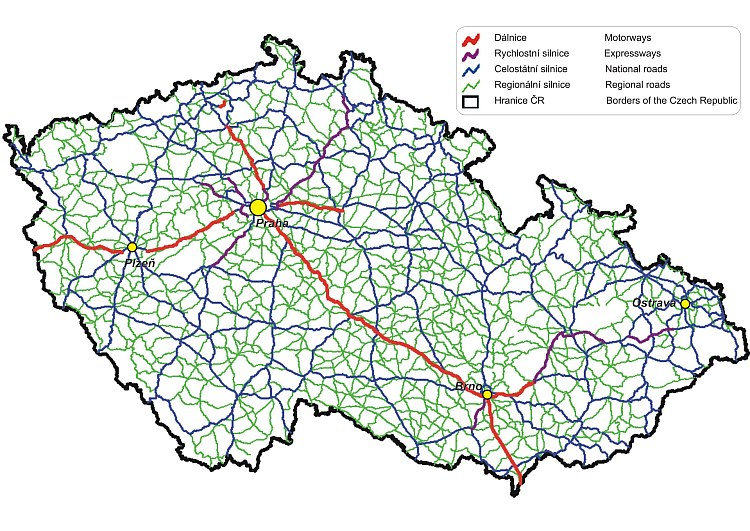 Dálnice Motorways
Rychlostní silnice Expressways
Celostátní silnice National roads
Regionální silnice Regional roads
Hranice ČR Borders of the Czech Republic
Praha
Plzeň
Ostrava
Brno